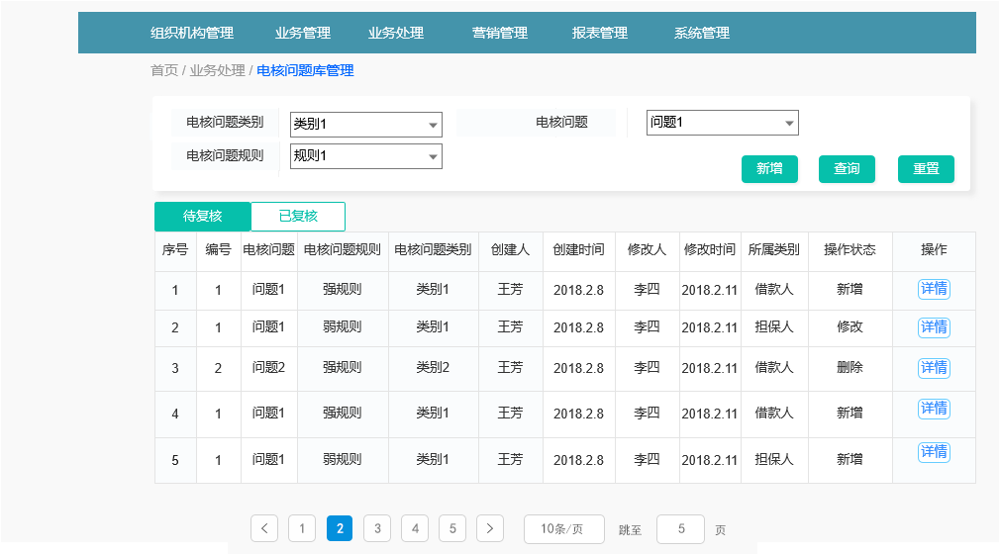 组织机构管理 业务管理 业务处理 营销管理 报表管理 系统管理
首页 / 业务处理 / 电核问题库管理
电核问题类别 类别1 电核问题 问题1
电核问题规则 规则1
新增 查询 重置
待复核 已复核
序号 编号 电核问题 电核问题规则 电核问题类别 创建人 创建时间 修改人 修改时间 所属类别 操作状态 操作
1 1 问题1 强规则 类别1 王芳 2018.2.8 李四 2018.2.11 借款人 新增 详情
2 1 问题1 弱规则 类别1 王芳 2018.2.8 李四 2018.2.11 担保人 修改 详情
3 2 问题2 强规则 类别2 王芳 2018.2.8 李四 2018.2.11 借款人 删除 详情
4 1 问题1 强规则 类别1 王芳 2018.2.8 李四 2018.2.11 借款人 新增 详情
5 1 问题1 弱规则 类别1 王芳 2018.2.8 李四 2018.2.11 担保人 新增 详情
< 1 2 3 4 5 > 10条/页 跳至 5 页